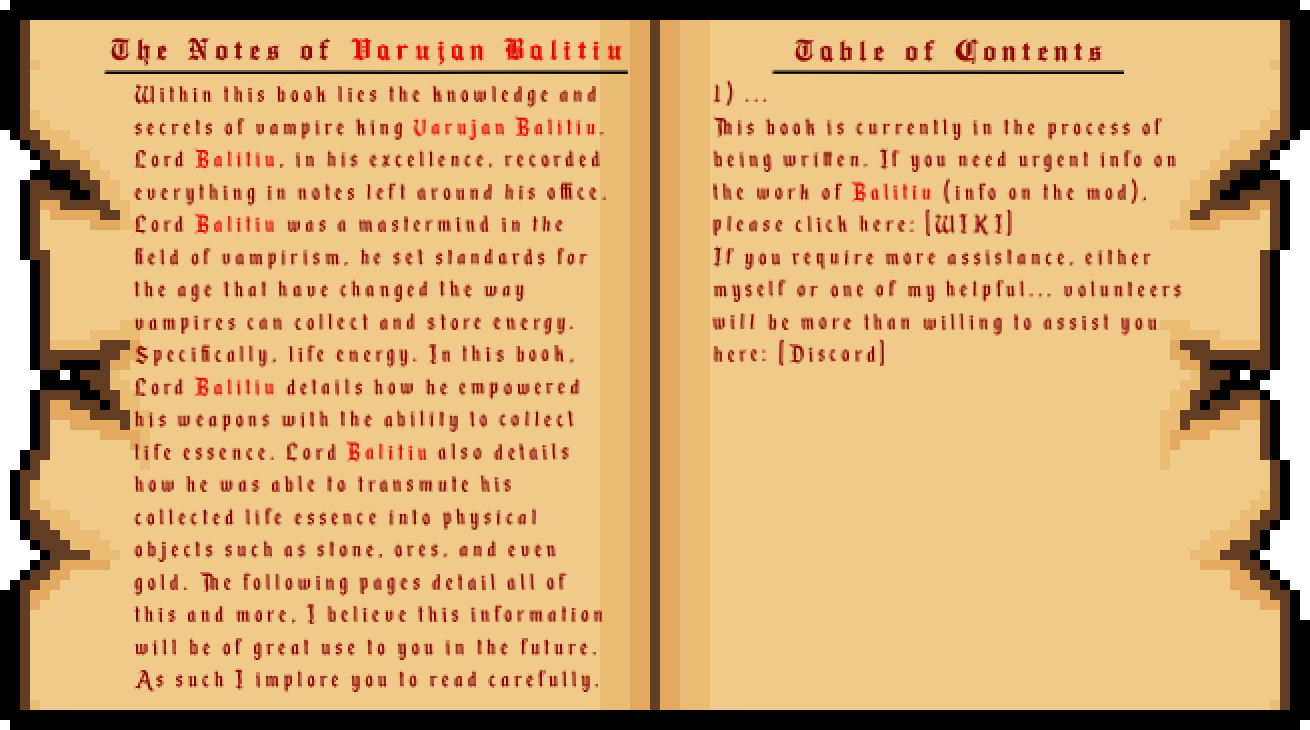 The Notes of Varujan Balitiu
Within this book lies the knowledge and
secrets of vampire king Varujan Balitiu.
Lord Balitiu, in his excellence, recorded
everything in notes left around his office.
Lord Balitiu was a mastermind in the
field of vampirism, he set standards for
the age that have changed the way
vampires can collect and store energy.
Specifically, life energy. In this book,
Lord Balitiu details how he empowered
his weapons with the ability to collect
life essence. Lord Balitiu also details
how he was able to transmute his
collected life essence into physical
objects such as stone, ores, and even
gold. The following pages detail all of
this and more, I believe this information
will be of great use to you in the future.
As such I implore you to read carefully.
Table of Contents
1) ...
This book is currently in the process of
being written. If you need urgent info on
the work of Balitiu (info on the mod),
please click here: [WIKI]
If you require more assistance, either
myself or one of my helpful... volunteers
will be more than willing to assist you
here: [Discord]